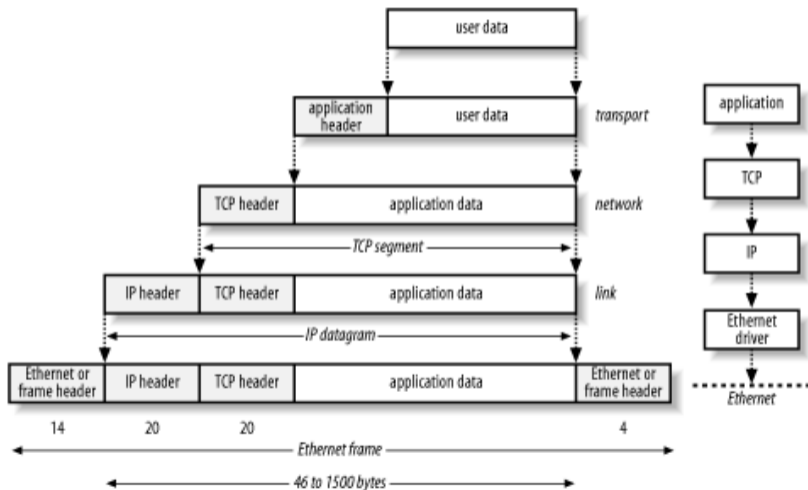 user data
application
header
user data
transport
application
TCP header
application data
network
TCP
TCP segment
IP header
TCP header
application data
link
IP
IP datagram
Ethernet
driver
Ethernet or
frame header
IP header
TCP header
application data
Ethernet or
frame header
Ethernet
14
20
20
4
Ethernet frame
46 to 1500 bytes